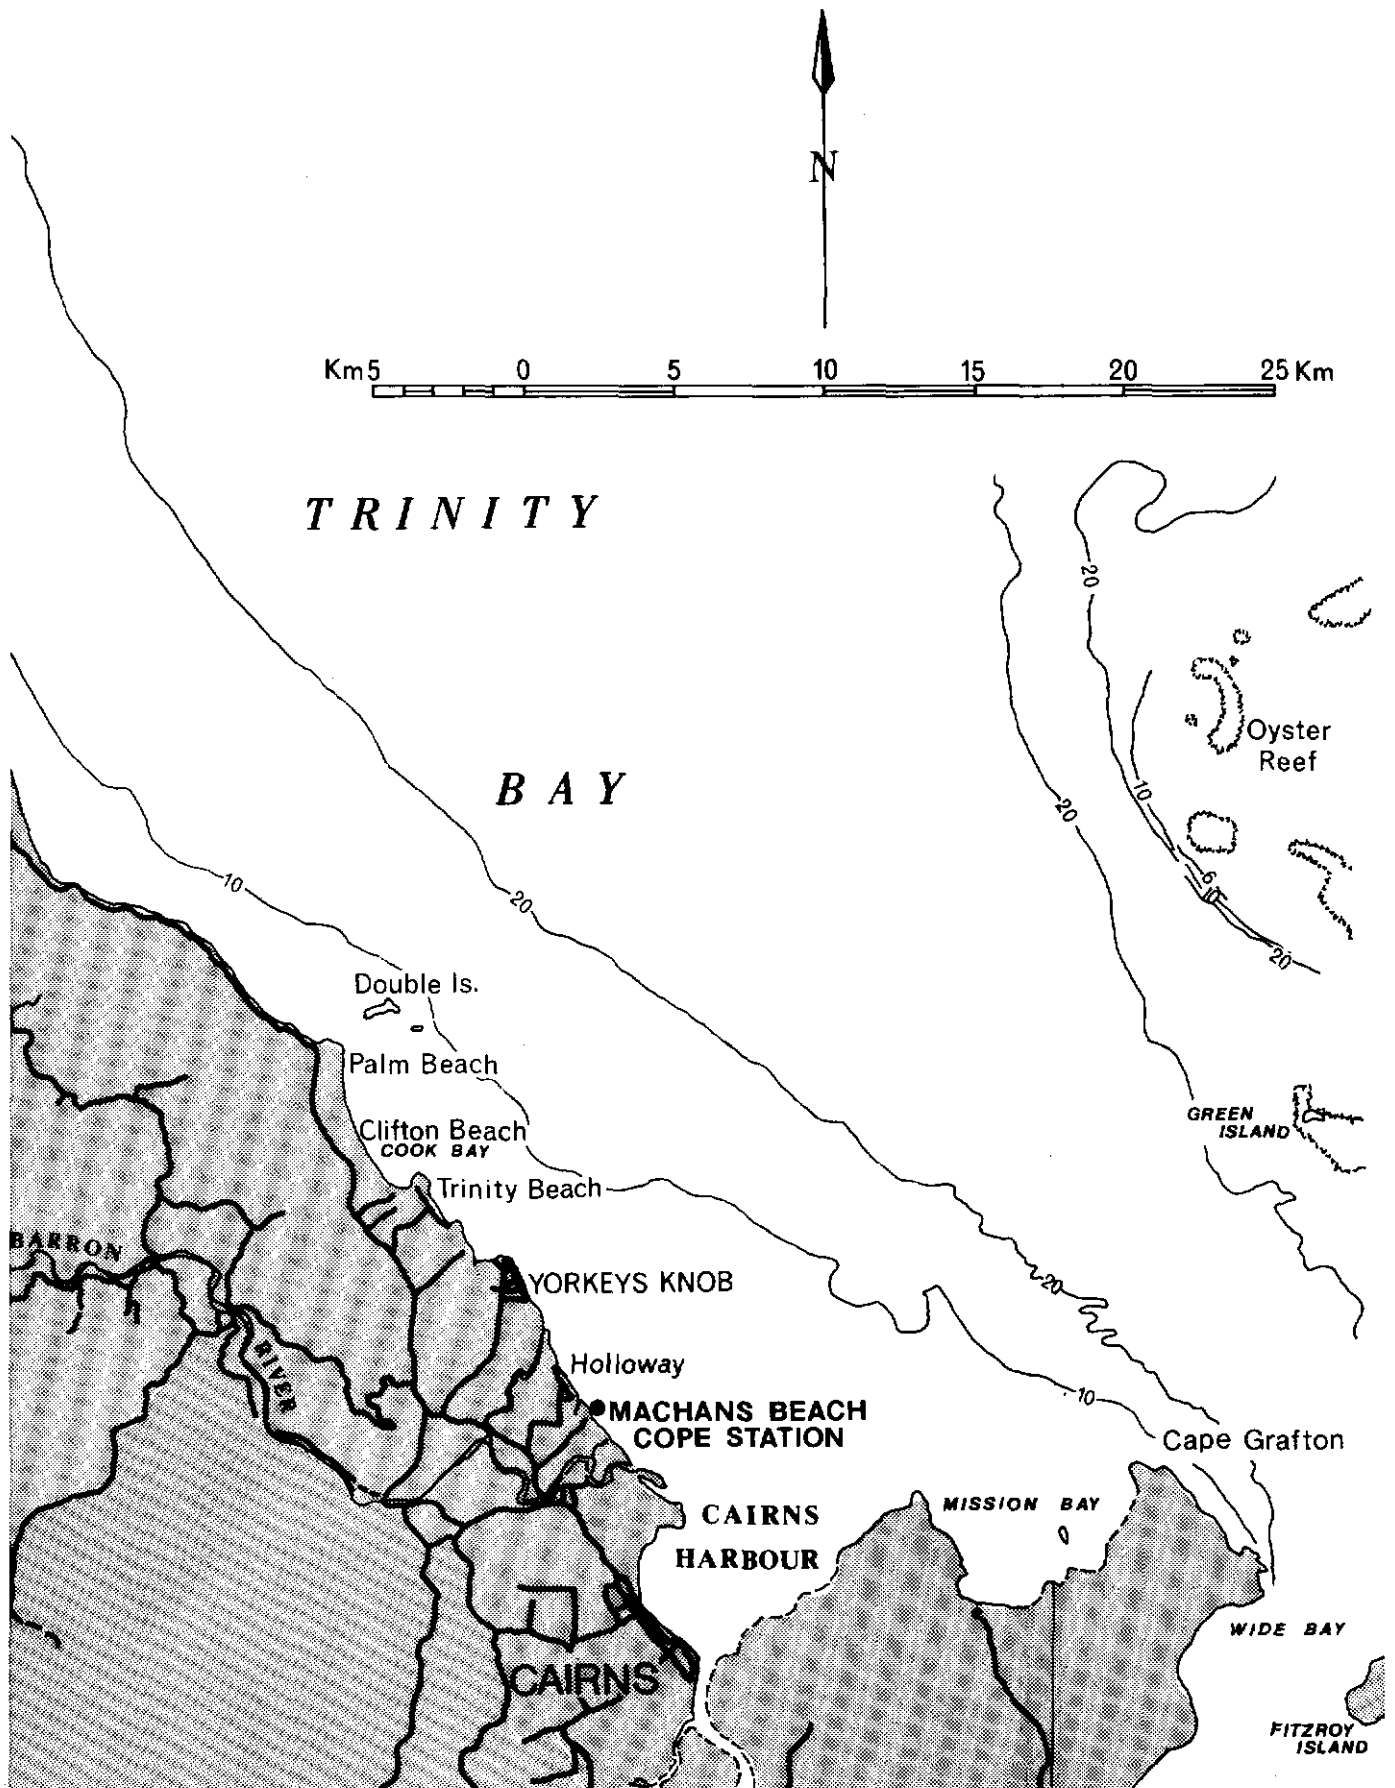 N
Km 5 0 5 10 15 20 25 Km
TRINITY
20
Oyster
Reef
BAY
10
20
10
20
6
10
20
Double Is.
Palm Beach
GREEN
ISLAND
Clifton Beach
COOK BAY
Trinity Beach
BARRON
YORKEYS KNOB
20
RIVER
Holloway
10
MACHANS BEACH
COPE STATION
Cape Grafton
MISSION BAY
CAIRNS
HARBOUR
WIDE BAY
CAIRNS
FITZROY
ISLAND